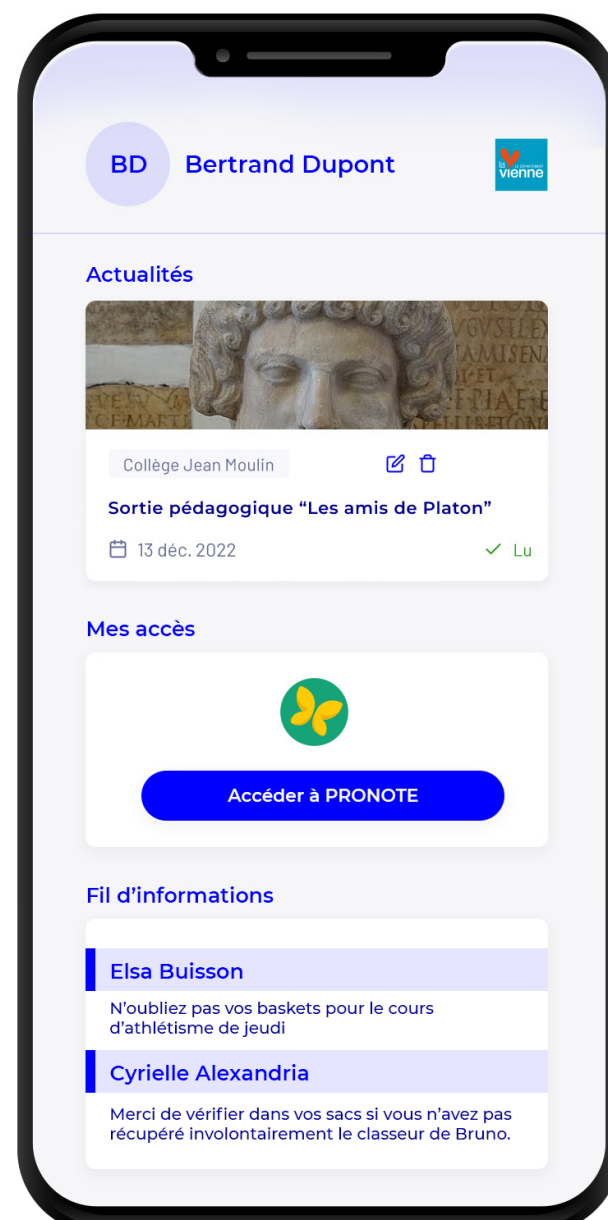 BD
Bertrand Dupont
la
vienne
Actualités
Collège Jean Moulin
Sortie pédagogique “Les amis de Platon”
13 déc. 2022
Lu
Mes accès
Accéder à PRONOTE
Fil d’informations
Elsa Buisson
N’oubliez pas vos baskets pour le cours
d’athlétisme de jeudi
Cyrielle Alexandria
Merci de vérifier dans vos sacs si vous n’avez pas
récupéré involontairement le classeur de Bruno.